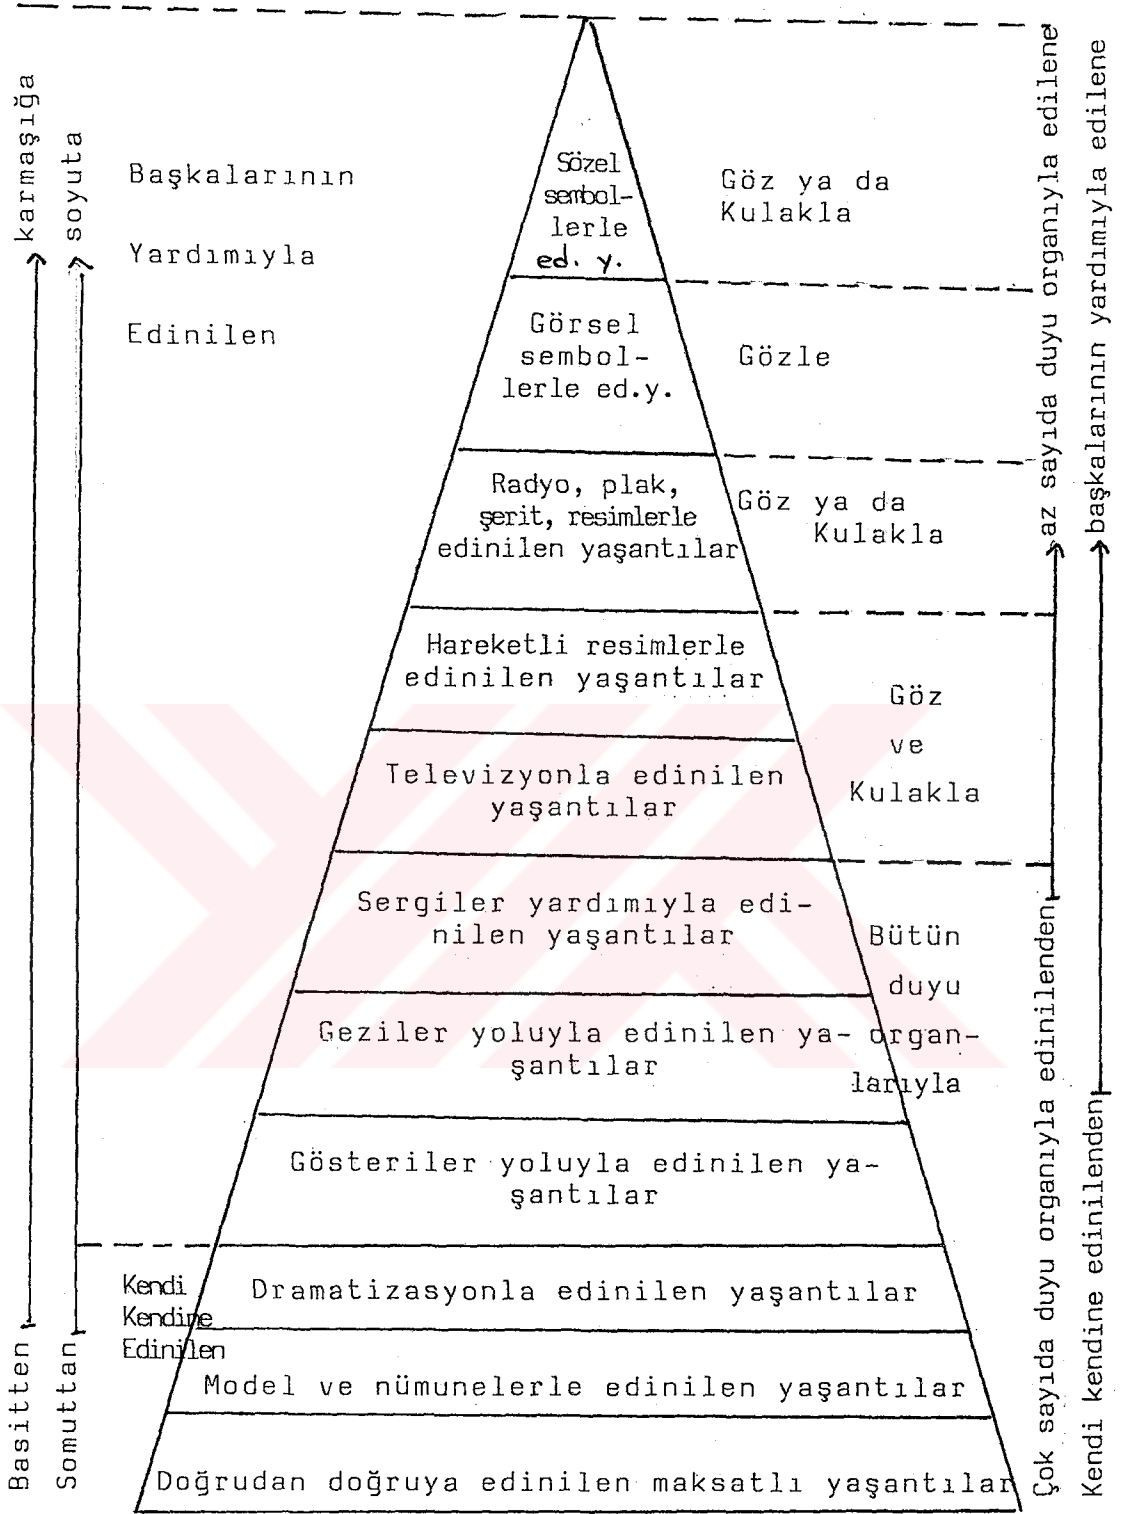 Basitten karmaşığa
Somuttan soyuta
Başkalarının
Yardımıyla
Edinilen
Kendi
Kendine
Edinilen
Sözel
sembol-
lerle
ed. y.
Görsel
sembol-
lerle ed.y.
Radyo, plak,
şerit, resimlerle
edinilen yaşantılar
Hareketli resimlerle
edinilen yaşantılar
Televizyonla edinilen
yaşantılar
Sergiler yardımıyla edi-
nilen yaşantılar
Geziler yoluyla edinilen ya-
şantılar
Gösteriler yoluyla edinilen ya-
şantılar
Dramatizasyonla edinilen yaşantılar
Model ve nümunelerle edinilen yaşantılar
Doğrudan doğruya edinilen maksatlı yaşantılar
Göz ya da
Kulakla
Gözle
Göz ya da
Kulakla
Göz
ve
Kulakla
Bütün
duyu
organ-
larıyla
Çok sayıda duyu organıyla edinilenden az sayıda duyu organıyla edilene
Kendi kendine edinilenden başkalarının yardımıyla edilene